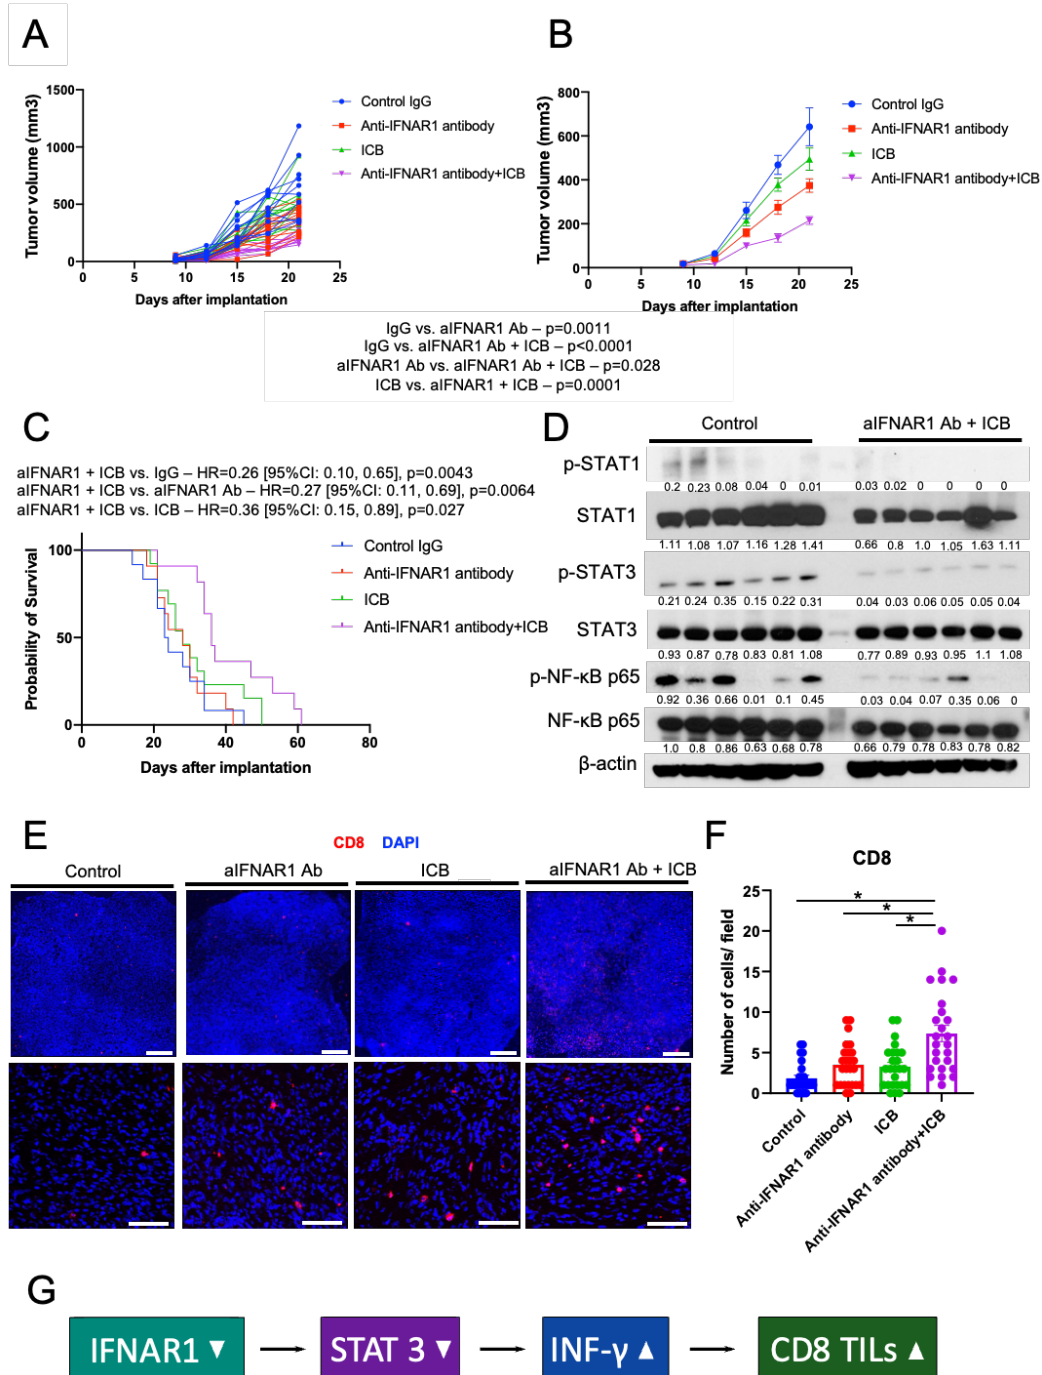 A
B
Tumor volume (mm3)
1500
1000
500
0
0 5 10 15 20 25
Days after implantation
Control IgG
Anti-IFNAR1 antibody
ICB
Anti-IFNAR1 antibody+ICB
Tumor volume (mm3)
800
600
400
200
0
0 5 10 15 20 25
Days after implantation
Control IgG
Anti-IFNAR1 antibody
ICB
Anti-IFNAR1 antibody+ICB
IgG vs. aIFNAR1 Ab – p=0.0011
IgG vs. aIFNAR1 Ab + ICB – p<0.0001
aIFNAR1 Ab vs. aIFNAR1 Ab + ICB – p=0.028
ICB vs. aIFNAR1 + ICB – p=0.0001
C
aIFNAR1 + ICB vs. IgG – HR=0.26 [95%CI: 0.10, 0.65], p=0.0043
aIFNAR1 + ICB vs. aIFNAR1 Ab – HR=0.27 [95%CI: 0.11, 0.69], p=0.0064
aIFNAR1 + ICB vs. ICB – HR=0.36 [95%CI: 0.15, 0.89], p=0.027
Probability of Survival
100
50
0
0 20 40 60 80
Days after implantation
Control IgG
Anti-IFNAR1 antibody
ICB
Anti-IFNAR1 antibody+ICB
D
Control aIFNAR1 Ab + ICB
p-STAT1
0.2 0.23 0.08 0.04 0 0.01 0.03 0.02 0 0 0 0
STAT1
1.11 1.08 1.07 1.16 1.28 1.41 0.66 0.8 1.0 1.05 1.63 1.11
p-STAT3
0.21 0.24 0.35 0.15 0.22 0.31 0.04 0.03 0.06 0.05 0.05 0.04
STAT3
0.93 0.87 0.78 0.83 0.81 1.08 0.77 0.89 0.93 0.95 1.1 1.08
p-NF-κB p65
0.92 0.36 0.66 0.01 0.1 0.45 0.03 0.04 0.07 0.35 0.06 0
NF-κB p65
1.0 0.8 0.86 0.63 0.68 0.78 0.66 0.79 0.78 0.83 0.78 0.82
β-actin
E
CD8 DAPI
Control aIFNAR1 Ab ICB aIFNAR1 Ab + ICB
F
CD8
Number of cells/ field
25
20
15
10
5
0
*
*
*
Control
Anti-IFNAR1 antibody
ICB
Anti-IFNAR1 antibody+ICB
G
IFNAR1 ▼ STAT 3 ▼ INF-γ ▲ CD8 TILs ▲